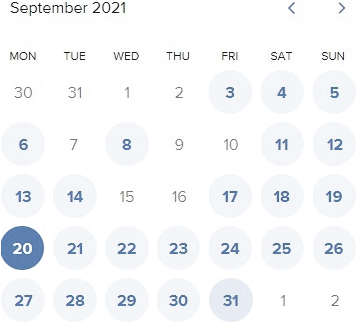 September 2021
MON TUE WED THU FRI SAT SUN
30 31 1 2 3 4 5
6 7 8 9 10 11 12
13 14 15 16 17 18 19
20 21 22 23 24 25 26
27 28 29 30 31 1 2